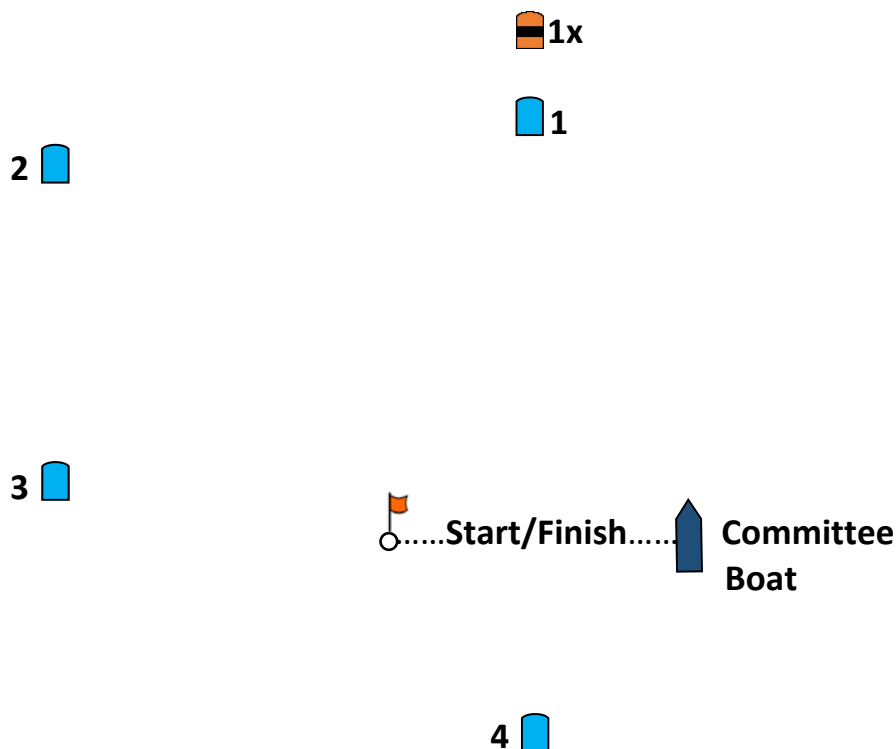 1x
1
2
3
......Start/Finish...... Committee
Boat
4